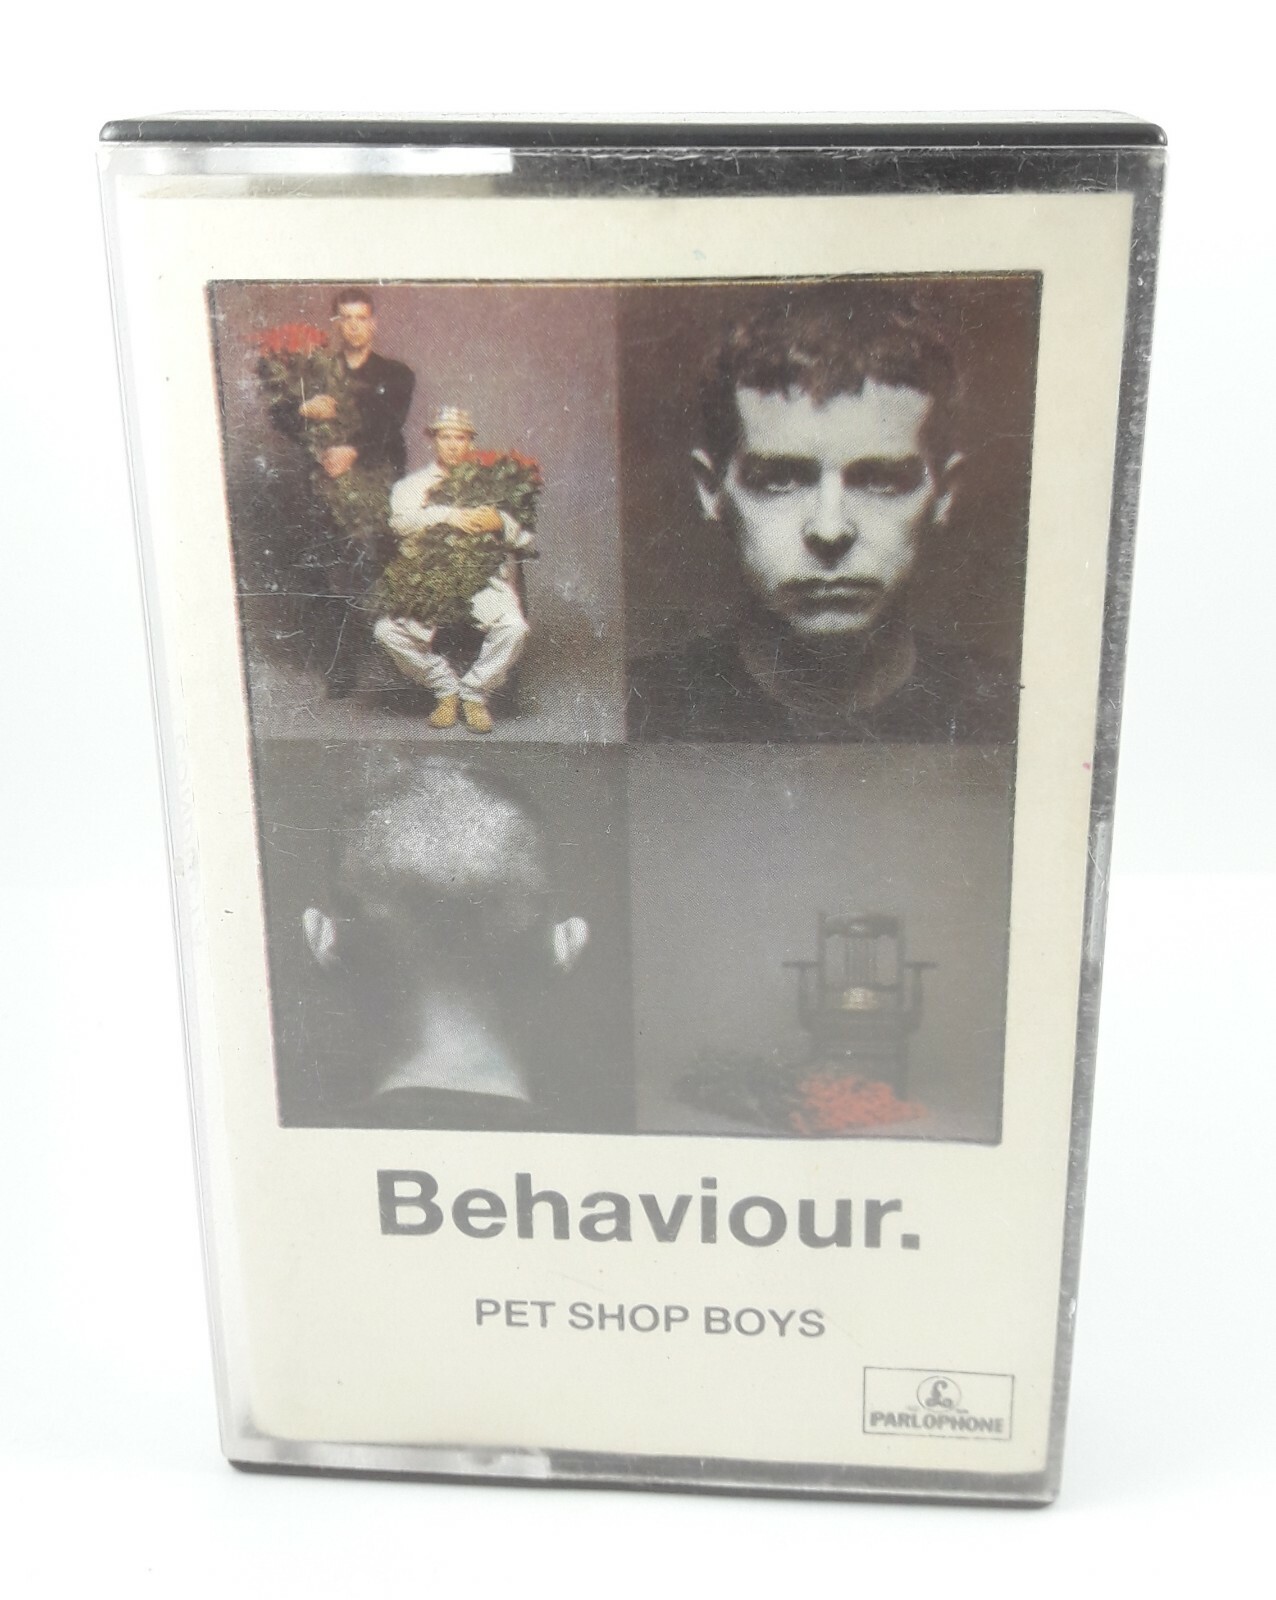 Behaviour.
PET SHOP BOYS
£
PARLOPHONE